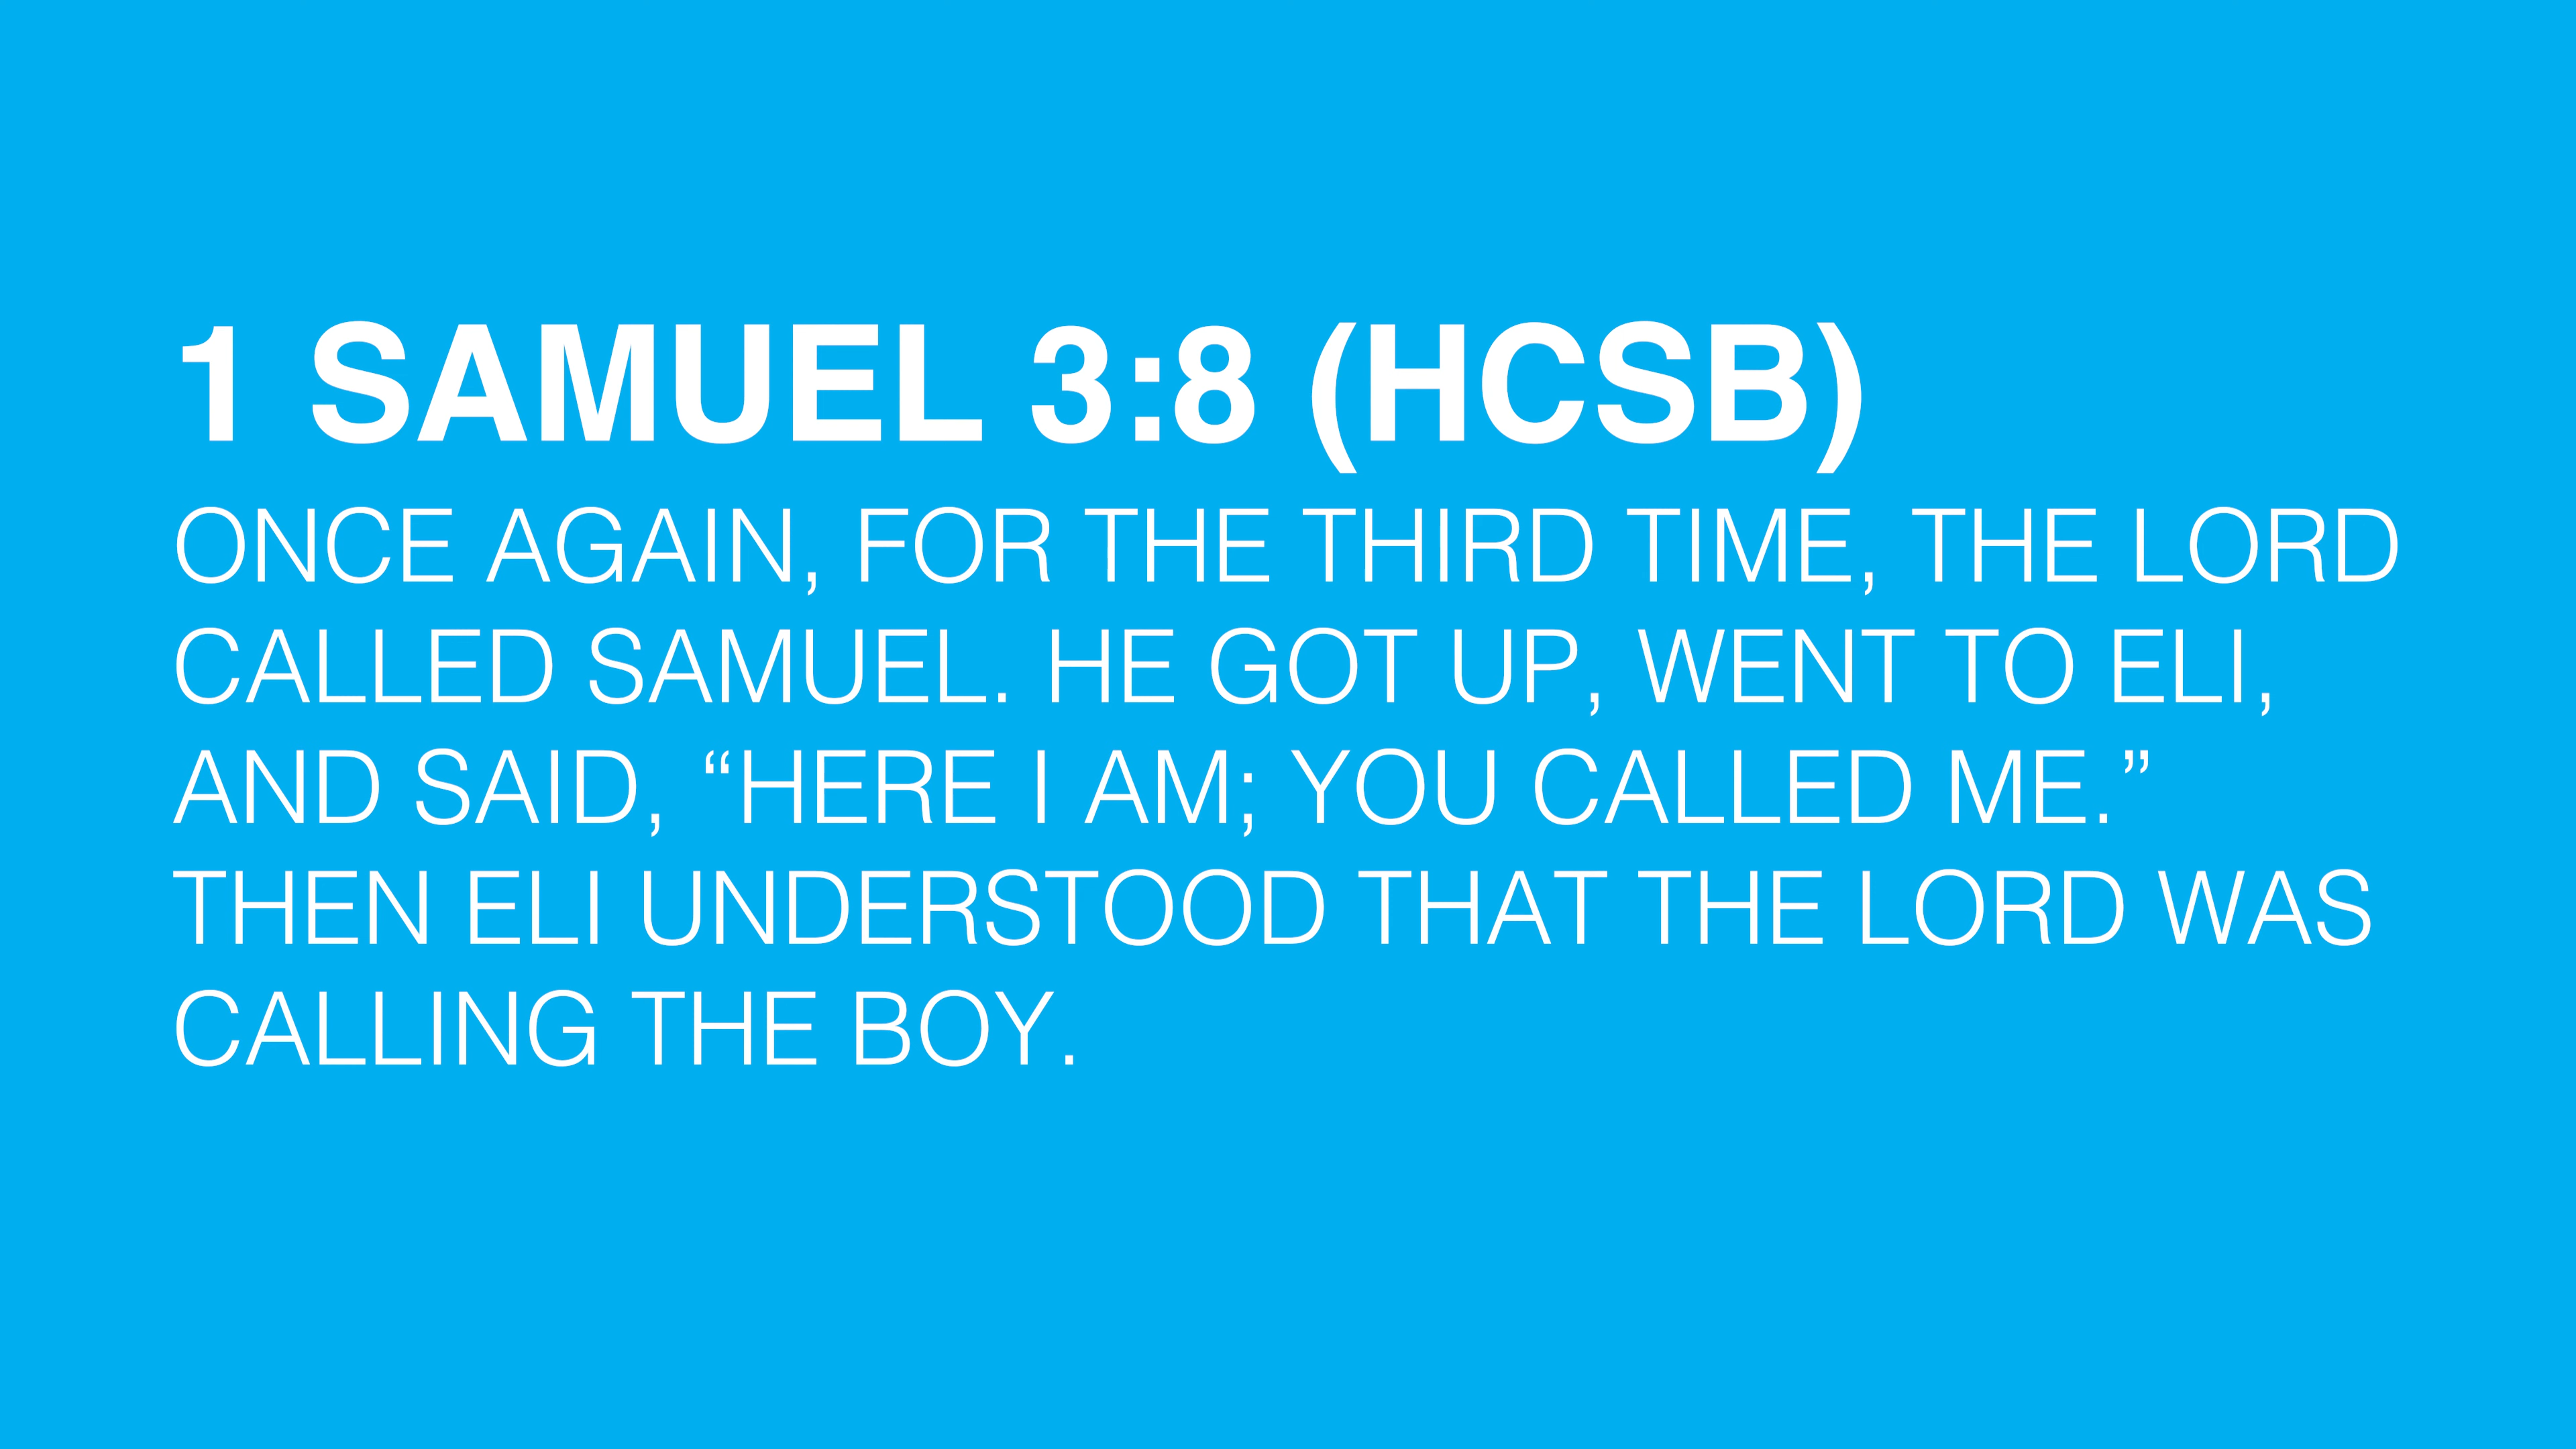 1 SAMUEL 3:8 (HCSB)
ONCE AGAIN, FOR THE THIRD TIME, THE LORD
CALLED SAMUEL. HE GOT UP, WENT TO ELI,
AND SAID, “HERE I AM; YOU CALLED ME.”
THEN ELI UNDERSTOOD THAT THE LORD WAS
CALLING THE BOY.